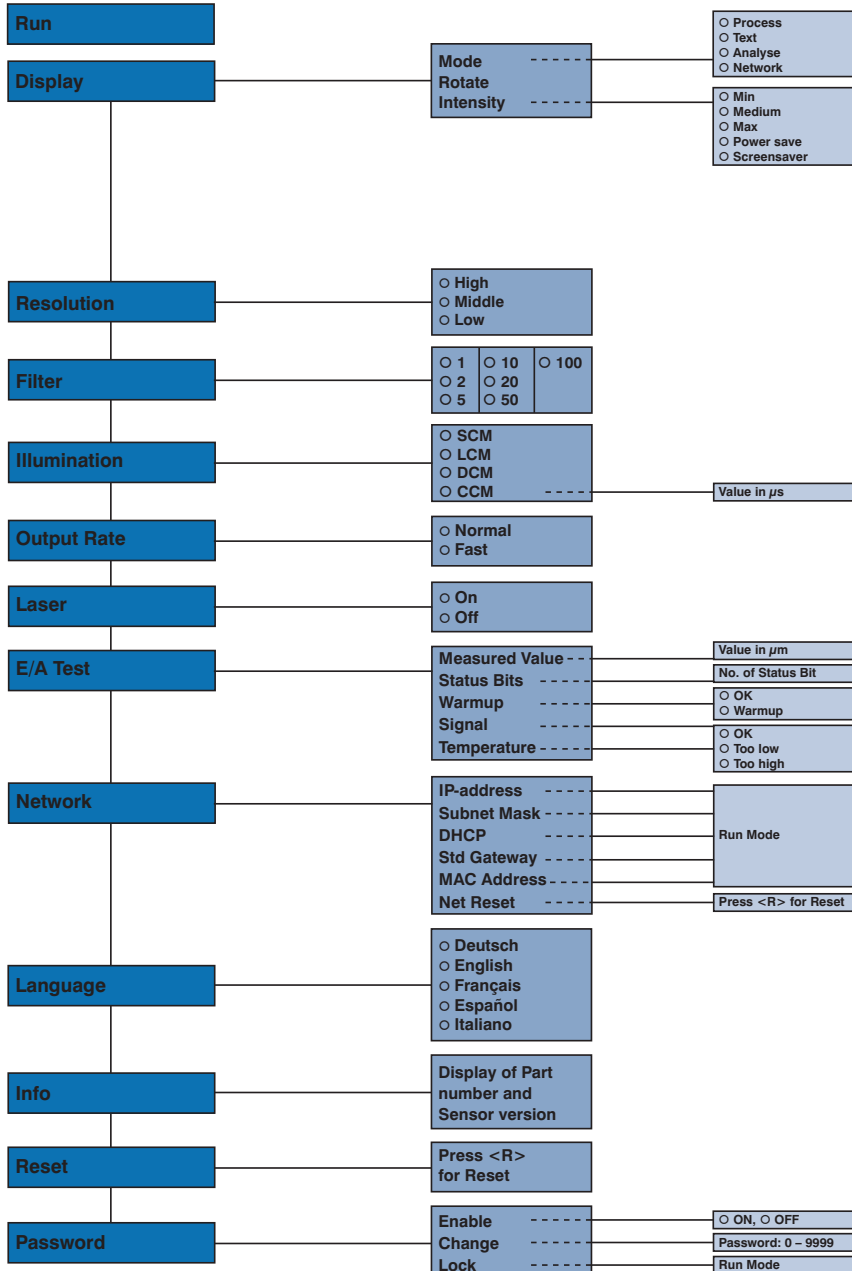 Run
Display
Mode
Rotate
Intensity
○ Process
○ Text
○ Analyse
○ Network
○ Min
○ Medium
○ Max
○ Power save
○ Screensaver
Resolution
○ High
○ Middle
○ Low
Filter
○ 1 ○ 10 ○ 100
○ 2 ○ 20
○ 5 ○ 50
Illumination
○ SCM
○ LCM
○ DCM
○ CCM
Value in µs
Output Rate
○ Normal
○ Fast
Laser
○ On
○ Off
E/A Test
Measured Value
Status Bits
Warmup
Signal
Temperature
Value in µm
No. of Status Bit
○ OK
○ Warmup
○ OK
○ Too low
○ Too high
Network
IP-address
Subnet Mask
DHCP
Std Gateway
MAC Address
Net Reset
Run Mode
Press <R> for Reset
Language
○ Deutsch
○ English
○ Français
○ Español
○ Italiano
Info
Display of Part
number and
Sensor version
Reset
Press <R>
for Reset
Password
Enable
Change
Lock
○ ON, ○ OFF
Password: 0 – 9999
Run Mode